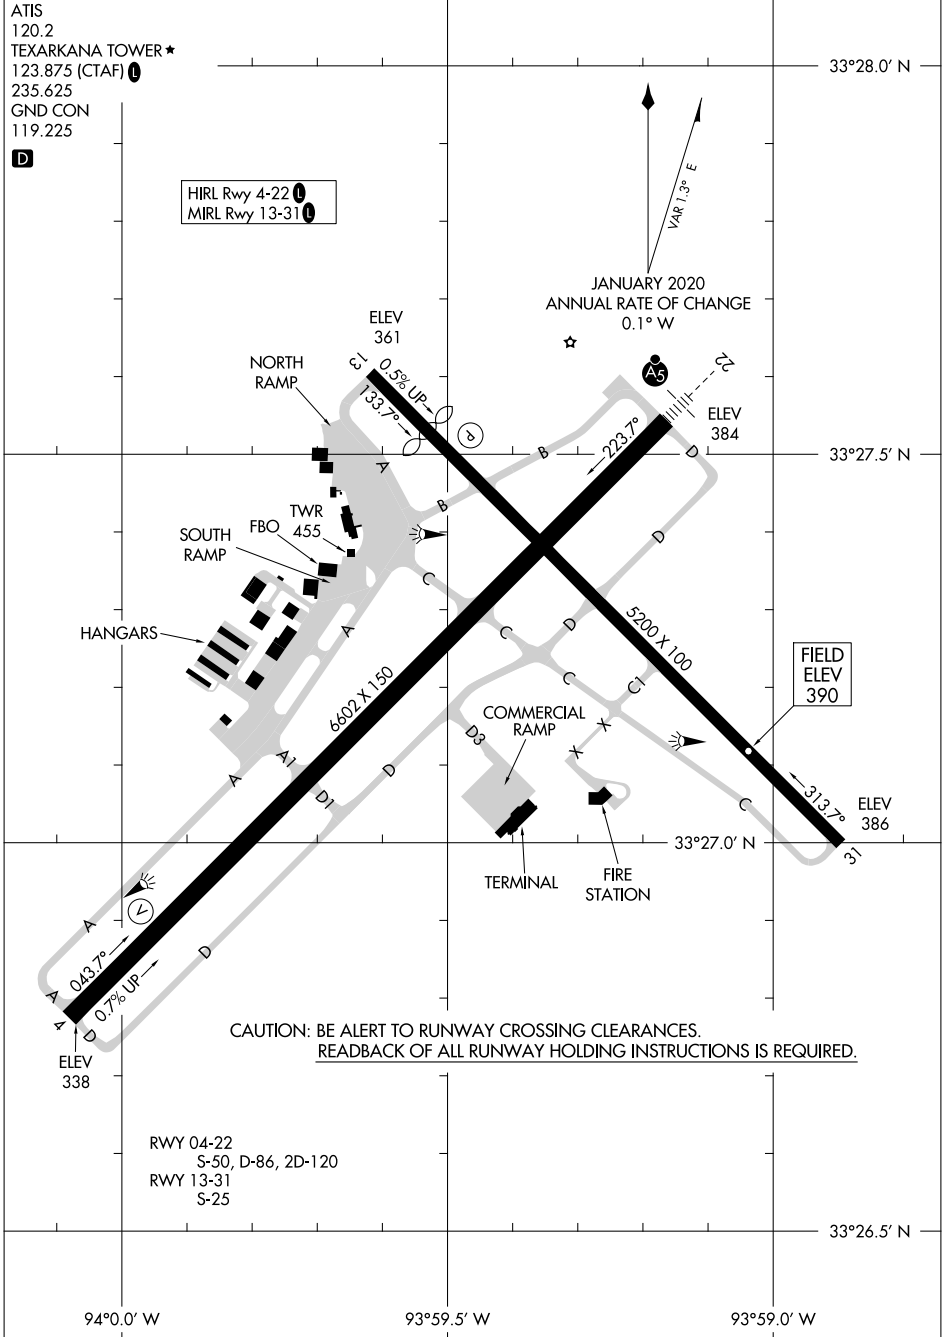 ATIS
120.2
TEXARKANA TOWER★
123.875 (CTAF) L
235.625
GND CON
119.225
D
33°28.0' N
HIRL Rwy 4-22 L
MIRL Rwy 13-31 L
VAR 1.3° E
JANUARY 2020
ANNUAL RATE OF CHANGE
0.1° W
ELEV
361
13
0.5% UP
133.7°
P
NORTH
RAMP
A5
22
ELEV
384
223.7°
33°27.5' N
D
B
A
B
D
TWR
455
FBO
SOUTH
RAMP
C
HANGARS
A
C
D
5200 X 100
6602 X 150
C
C1
FIELD
ELEV
390
COMMERCIAL
RAMP
D3
X
X
A1
D
A
D1
C
313.7°
ELEV
386
31
33°27.0' N
TERMINAL
FIRE
STATION
V
A
D
043.7°
0.7% UP
A
4
D
ELEV
338
CAUTION: BE ALERT TO RUNWAY CROSSING CLEARANCES.
READBACK OF ALL RUNWAY HOLDING INSTRUCTIONS IS REQUIRED.
RWY 04-22
S-50, D-86, 2D-120
RWY 13-31
S-25
33°26.5' N
94°0.0' W
93°59.5' W
93°59.0' W